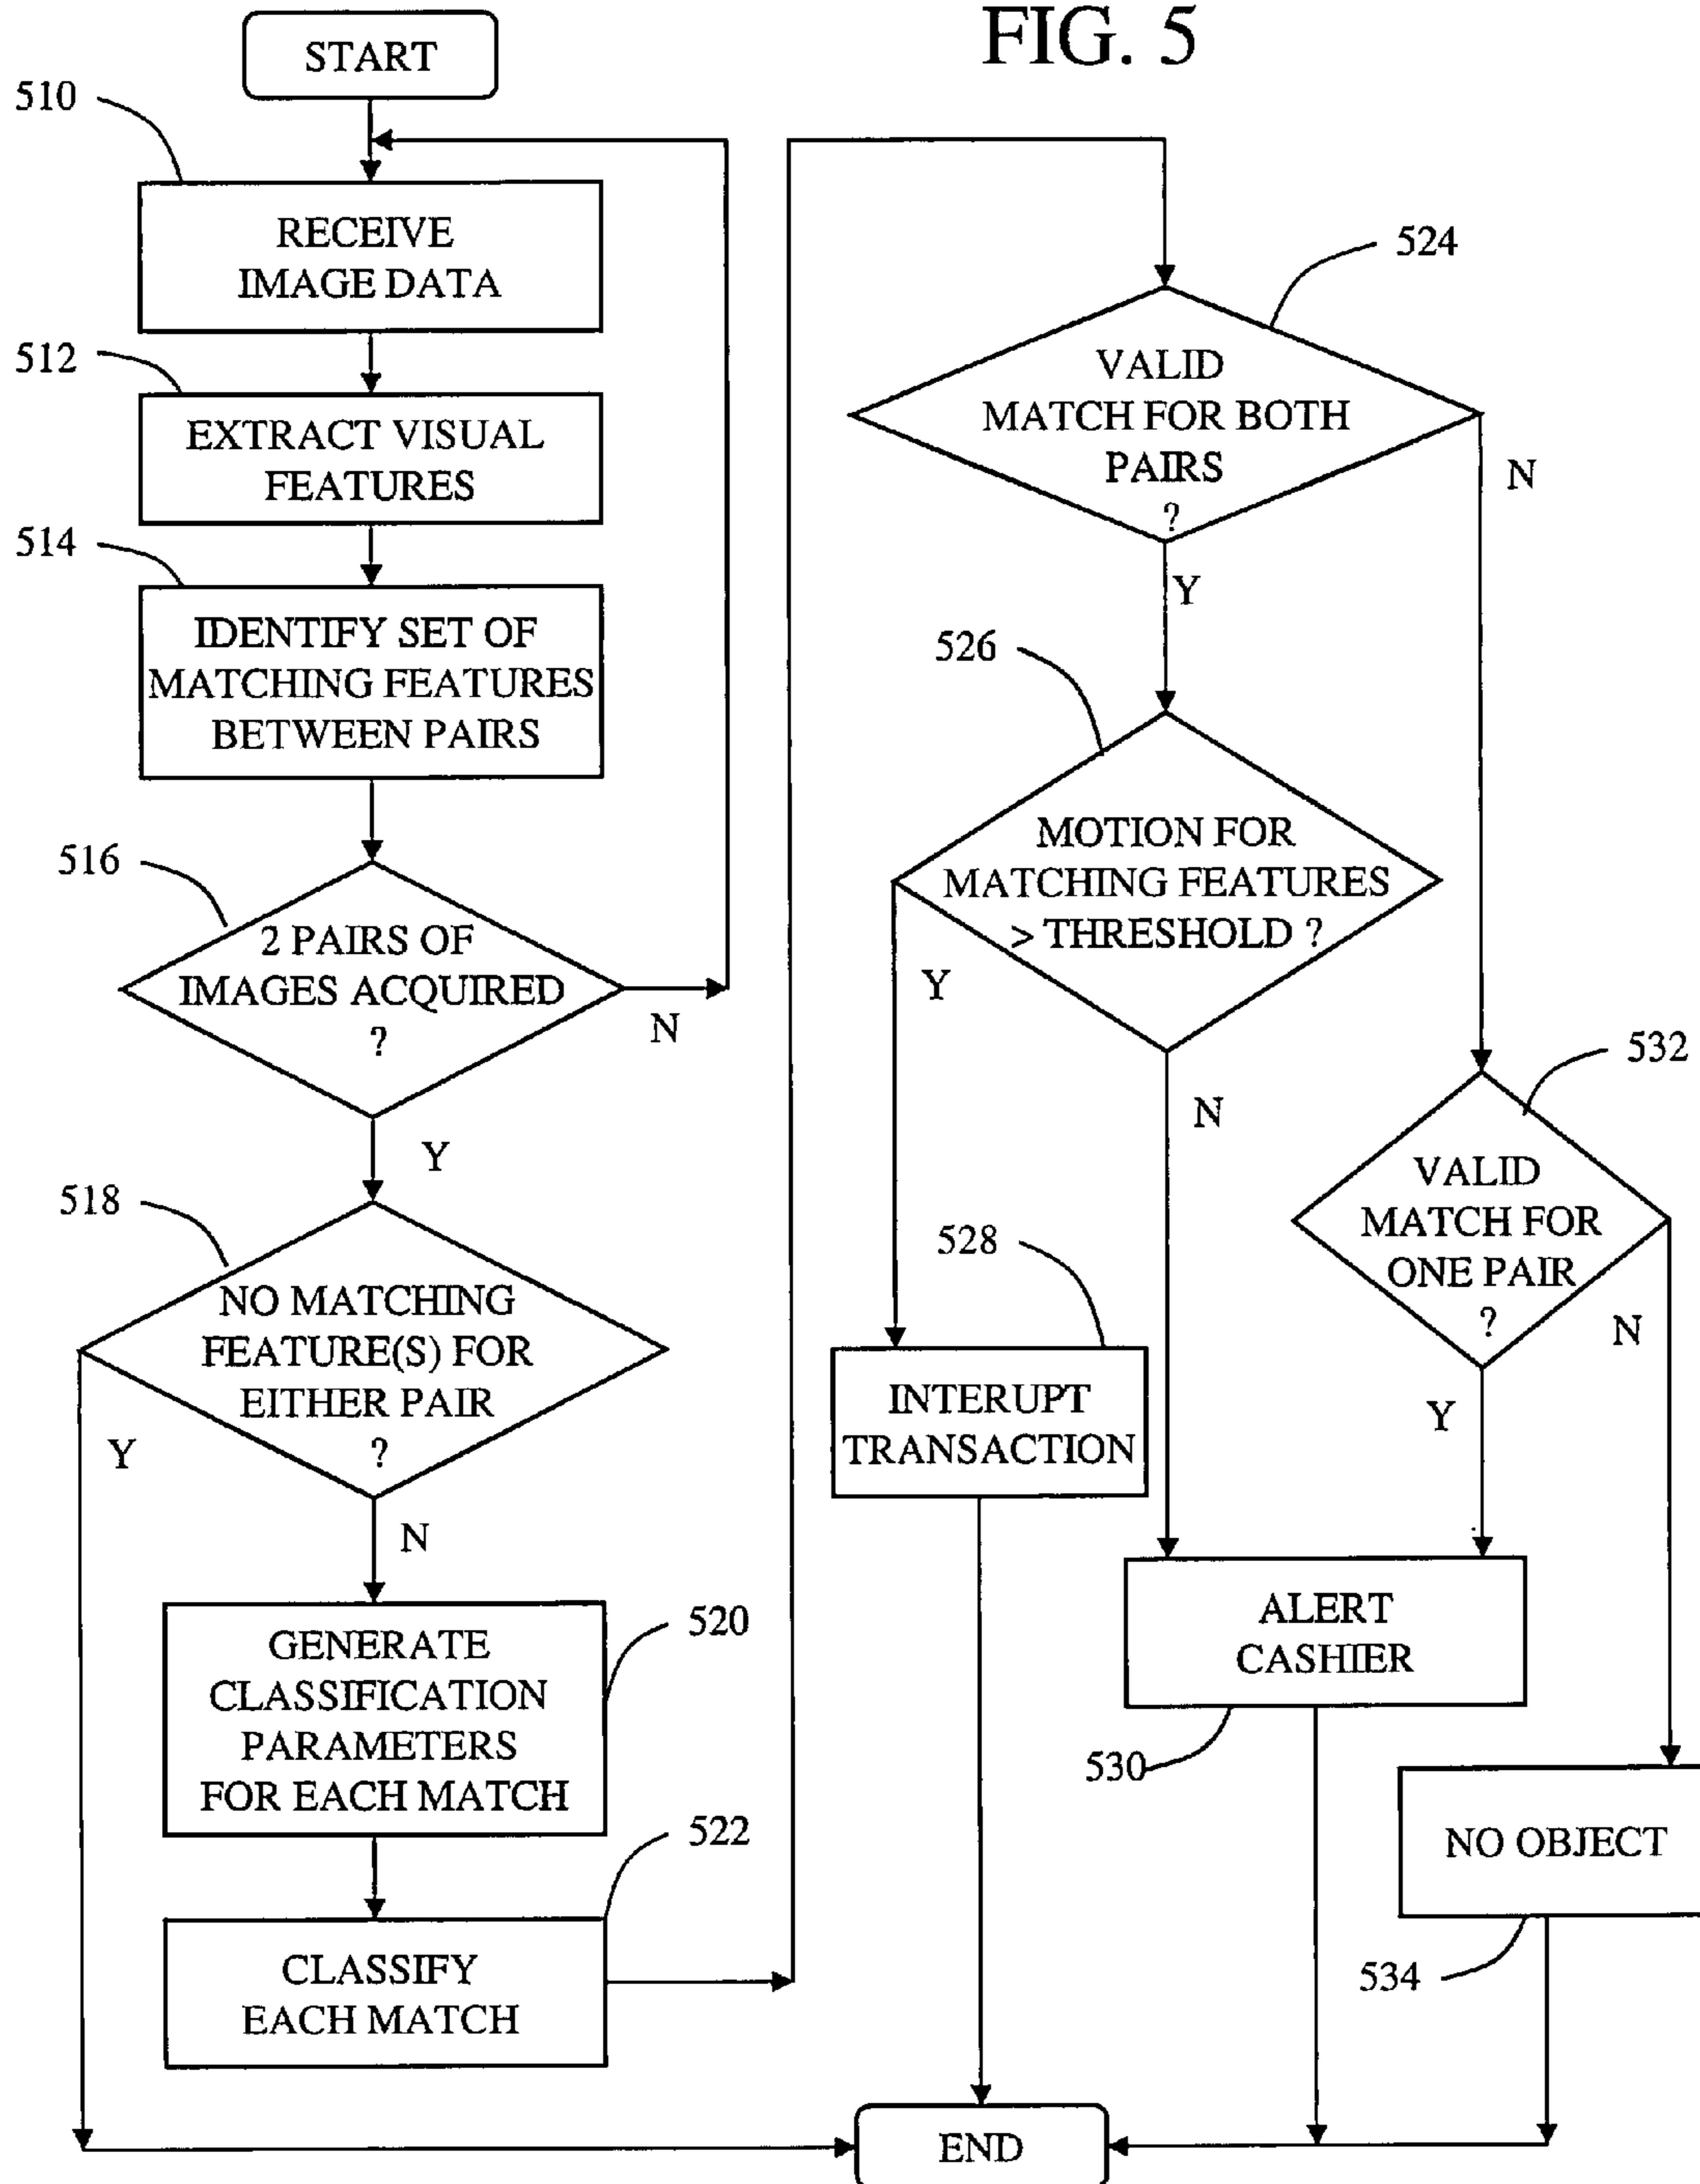 FIG. 5
START
510
RECEIVE
IMAGE DATA
512
EXTRACT VISUAL
FEATURES
514
IDENTIFY SET OF
MATCHING FEATURES
BETWEEN PAIRS
516
2 PAIRS OF
IMAGES ACQUIRED
?
N
Y
518
NO MATCHING
FEATURE(S) FOR
EITHER PAIR
?
Y
N
520
GENERATE
CLASSIFICATION
PARAMETERS
FOR EACH MATCH
522
CLASSIFY
EACH MATCH
524
VALID
MATCH FOR BOTH
PAIRS
?
N
Y
526
MOTION FOR
MATCHING FEATURES
> THRESHOLD ?
Y
N
528
INTERUPT
TRANSACTION
532
VALID
MATCH FOR
ONE PAIR
?
N
Y
ALERT
CASHIER
530
NO OBJECT
534
END